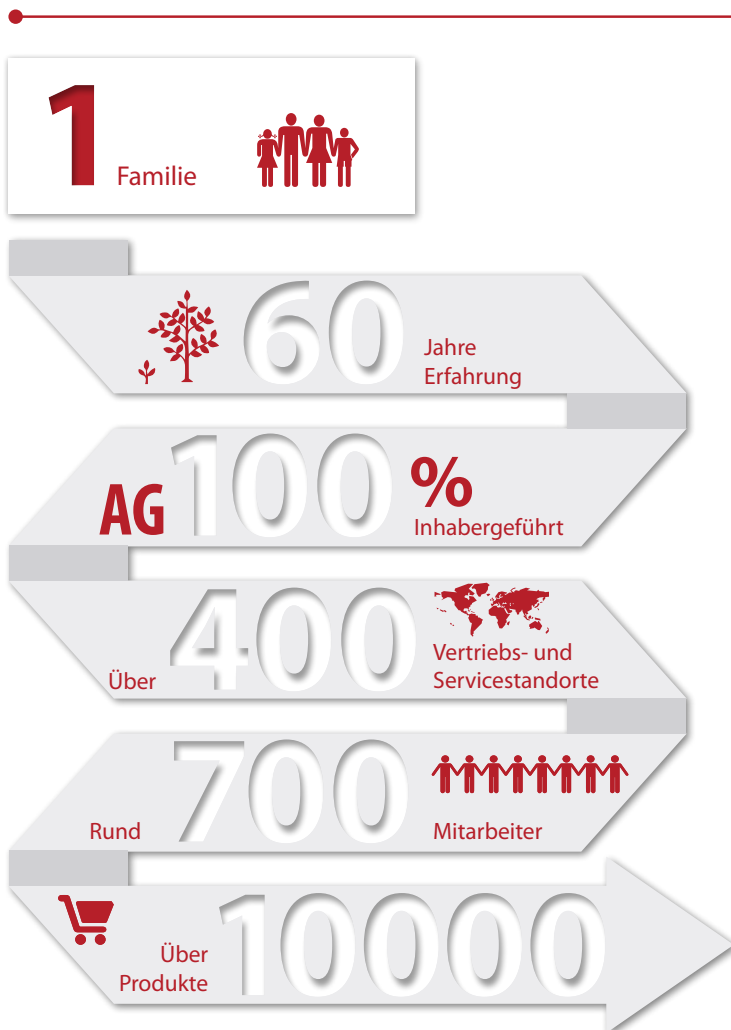 1 Familie
60 Jahre
Erfahrung
AG 100 %
Inhabergeführt
Über 400 Vertriebs- und
Servicestandorte
Rund 700 Mitarbeiter
Über
Produkte 10000